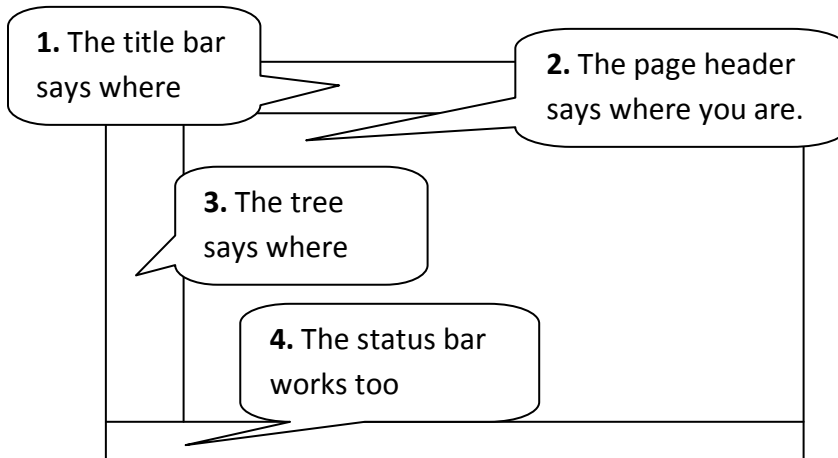 1. The title bar
says where
2. The page header
says where you are.
3. The tree
says where
4. The status bar
works too